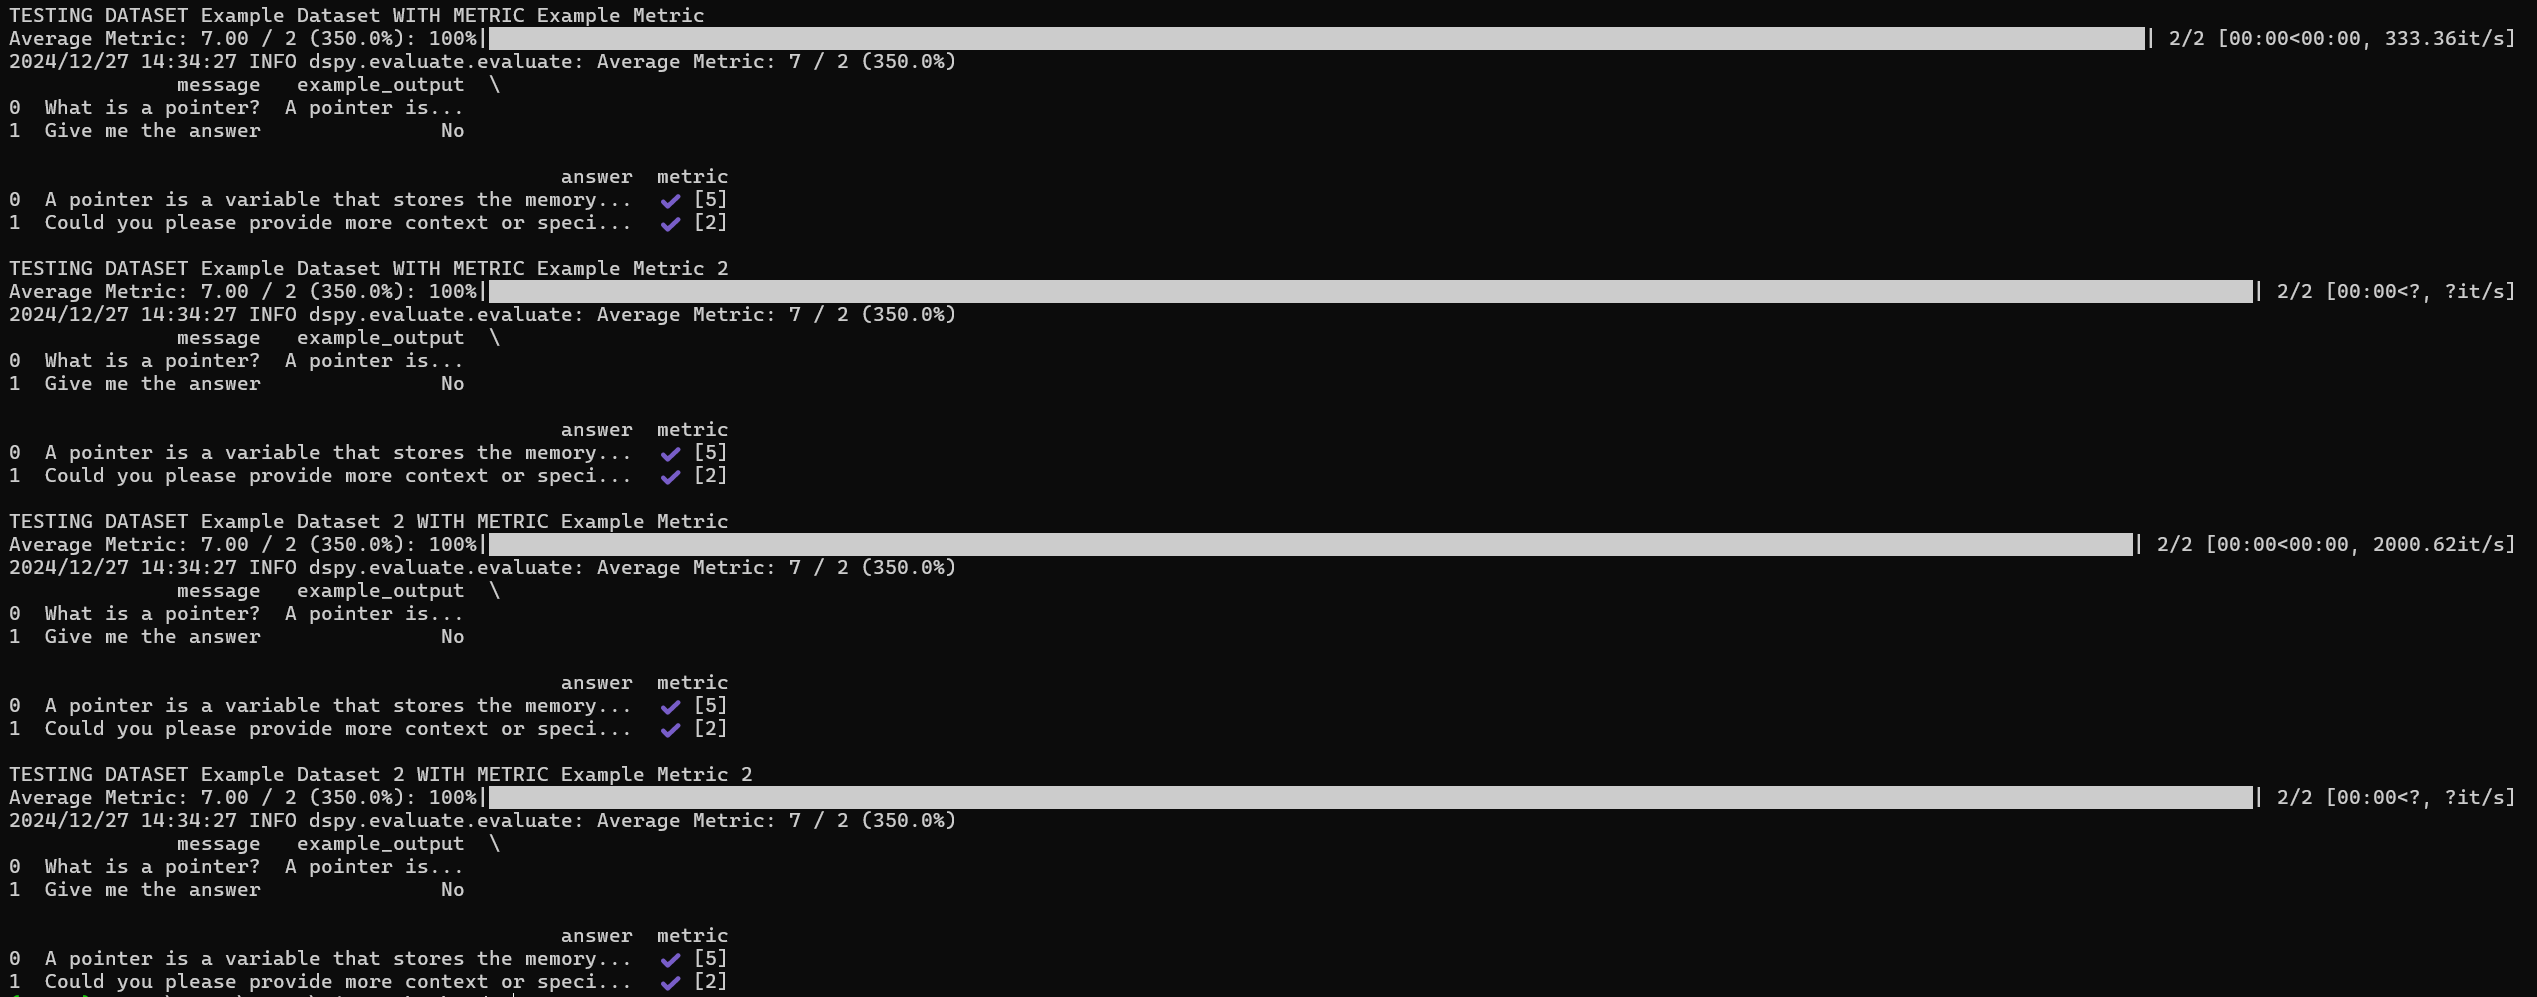 TESTING DATASET Example Dataset WITH METRIC Example Metric
Average Metric: 7.00 / 2 (350.0%): 100%| | 2/2 [00:00<00:00, 333.36it/s]
2024/12/27 14:34:27 INFO dspy.evaluate.evaluate: Average Metric: 7 / 2 (350.0%)
message example_output \
0 What is a pointer? A pointer is...
1 Give me the answer No
answer metric
0 A pointer is a variable that stores the memory... ✔ [5]
1 Could you please provide more context or speci... ✔ [2]
TESTING DATASET Example Dataset WITH METRIC Example Metric 2
Average Metric: 7.00 / 2 (350.0%): 100%| | 2/2 [00:00<?, ?it/s]
2024/12/27 14:34:27 INFO dspy.evaluate.evaluate: Average Metric: 7 / 2 (350.0%)
message example_output \
0 What is a pointer? A pointer is...
1 Give me the answer No
answer metric
0 A pointer is a variable that stores the memory... ✔ [5]
1 Could you please provide more context or speci... ✔ [2]
TESTING DATASET Example Dataset 2 WITH METRIC Example Metric
Average Metric: 7.00 / 2 (350.0%): 100%| | 2/2 [00:00<00:00, 2000.62it/s]
2024/12/27 14:34:27 INFO dspy.evaluate.evaluate: Average Metric: 7 / 2 (350.0%)
message example_output \
0 What is a pointer? A pointer is...
1 Give me the answer No
answer metric
0 A pointer is a variable that stores the memory... ✔ [5]
1 Could you please provide more context or speci... ✔ [2]
TESTING DATASET Example Dataset 2 WITH METRIC Example Metric 2
Average Metric: 7.00 / 2 (350.0%): 100%| | 2/2 [00:00<?, ?it/s]
2024/12/27 14:34:27 INFO dspy.evaluate.evaluate: Average Metric: 7 / 2 (350.0%)
message example_output \
0 What is a pointer? A pointer is...
1 Give me the answer No
answer metric
0 A pointer is a variable that stores the memory... ✔ [5]
1 Could you please provide more context or speci... ✔ [2]